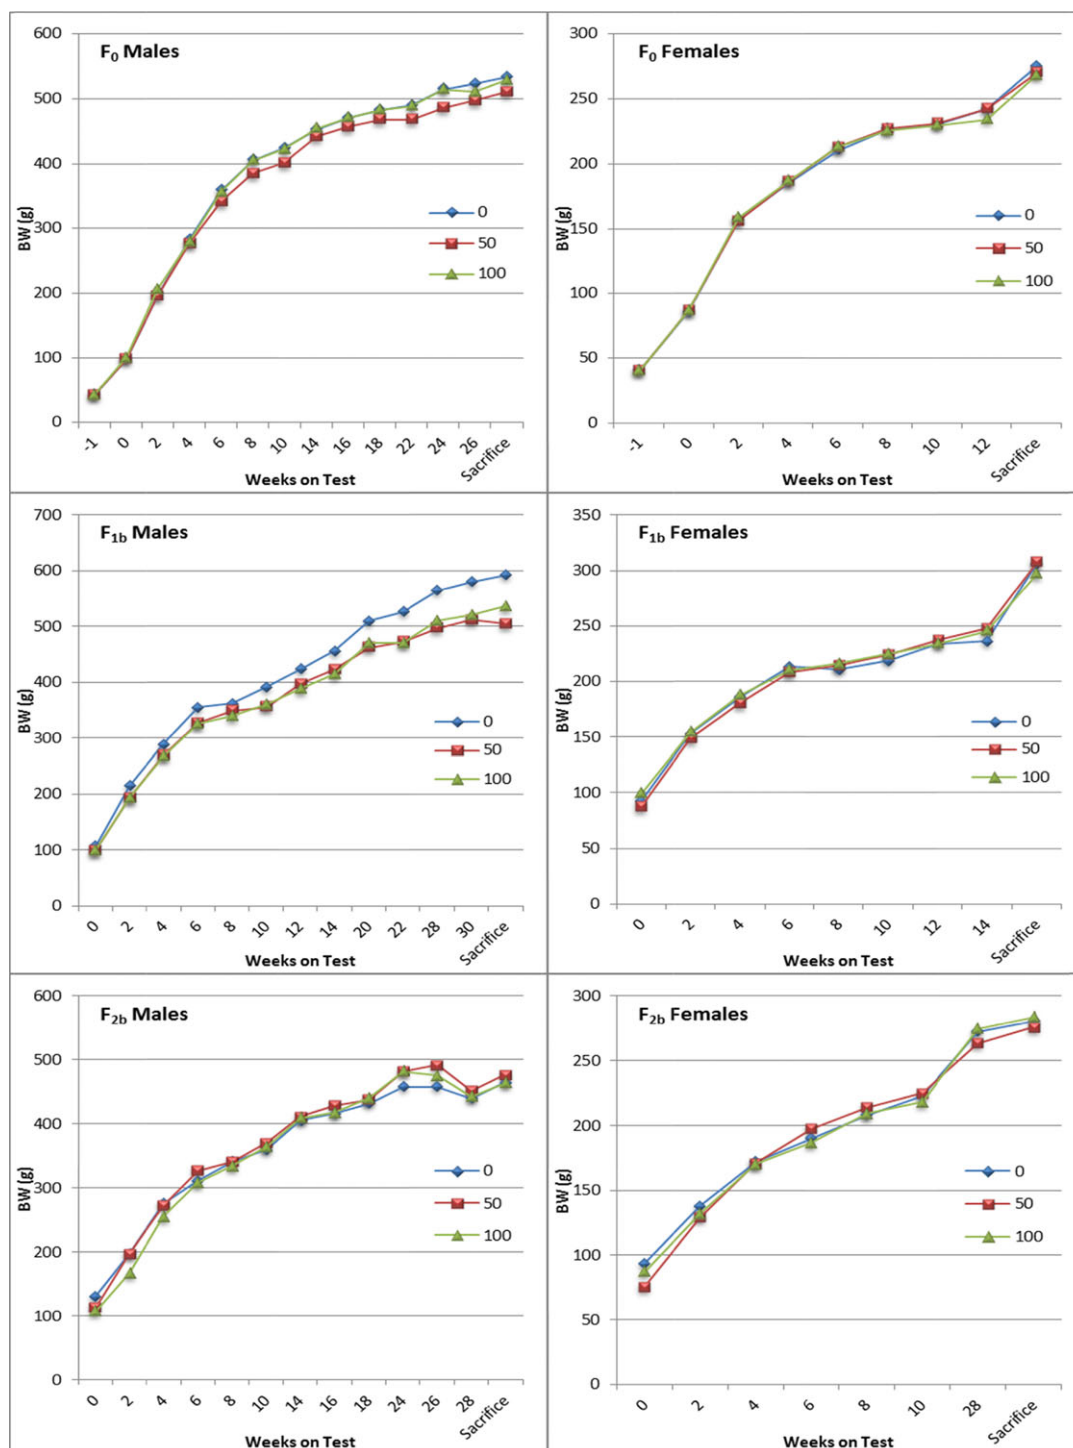 F0 Males
600
500
400
300
200
100
0
BW (g)
0
50
100
-1 0 2 4 6 8 10 14 16 18 22 24 26 Sacrifice
Weeks on Test
F0 Females
300
250
200
150
100
50
0
BW (g)
0
50
100
-1 0 2 4 6 8 10 12 Sacrifice
Weeks on Test
F1b Males
700
600
500
400
300
200
100
0
BW (g)
0
50
100
0 2 4 6 8 10 12 14 20 22 28 30 Sacrifice
Weeks on Test
F1b Females
350
300
250
200
150
100
50
0
BW (g)
0
50
100
0 2 4 6 8 10 12 14 Sacrifice
Weeks on Test
F2b Males
600
500
400
300
200
100
0
BW (g)
0
50
100
0 2 4 6 8 10 14 16 18 24 26 28 Sacrifice
Weeks on Test
F2b Females
300
250
200
150
100
50
0
BW (g)
0
50
100
0 2 4 6 8 10 28 Sacrifice
Weeks on Test